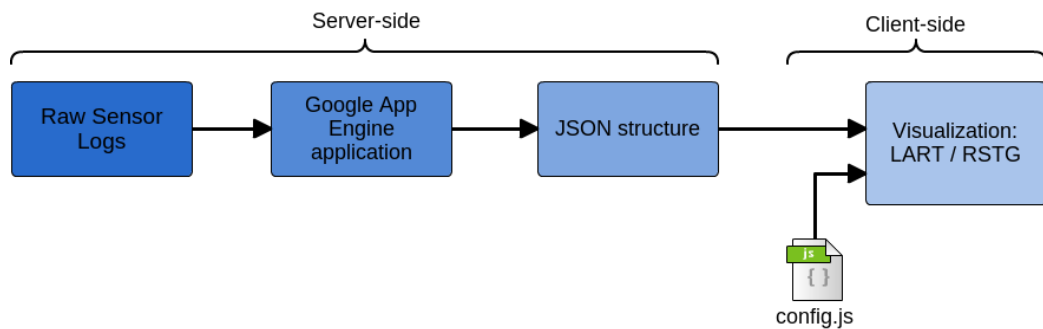 Server-side
Client-side
Raw Sensor
Logs
Google App
Engine
application
JSON structure
Visualization:
LART / RSTG
js
{ }
config.js